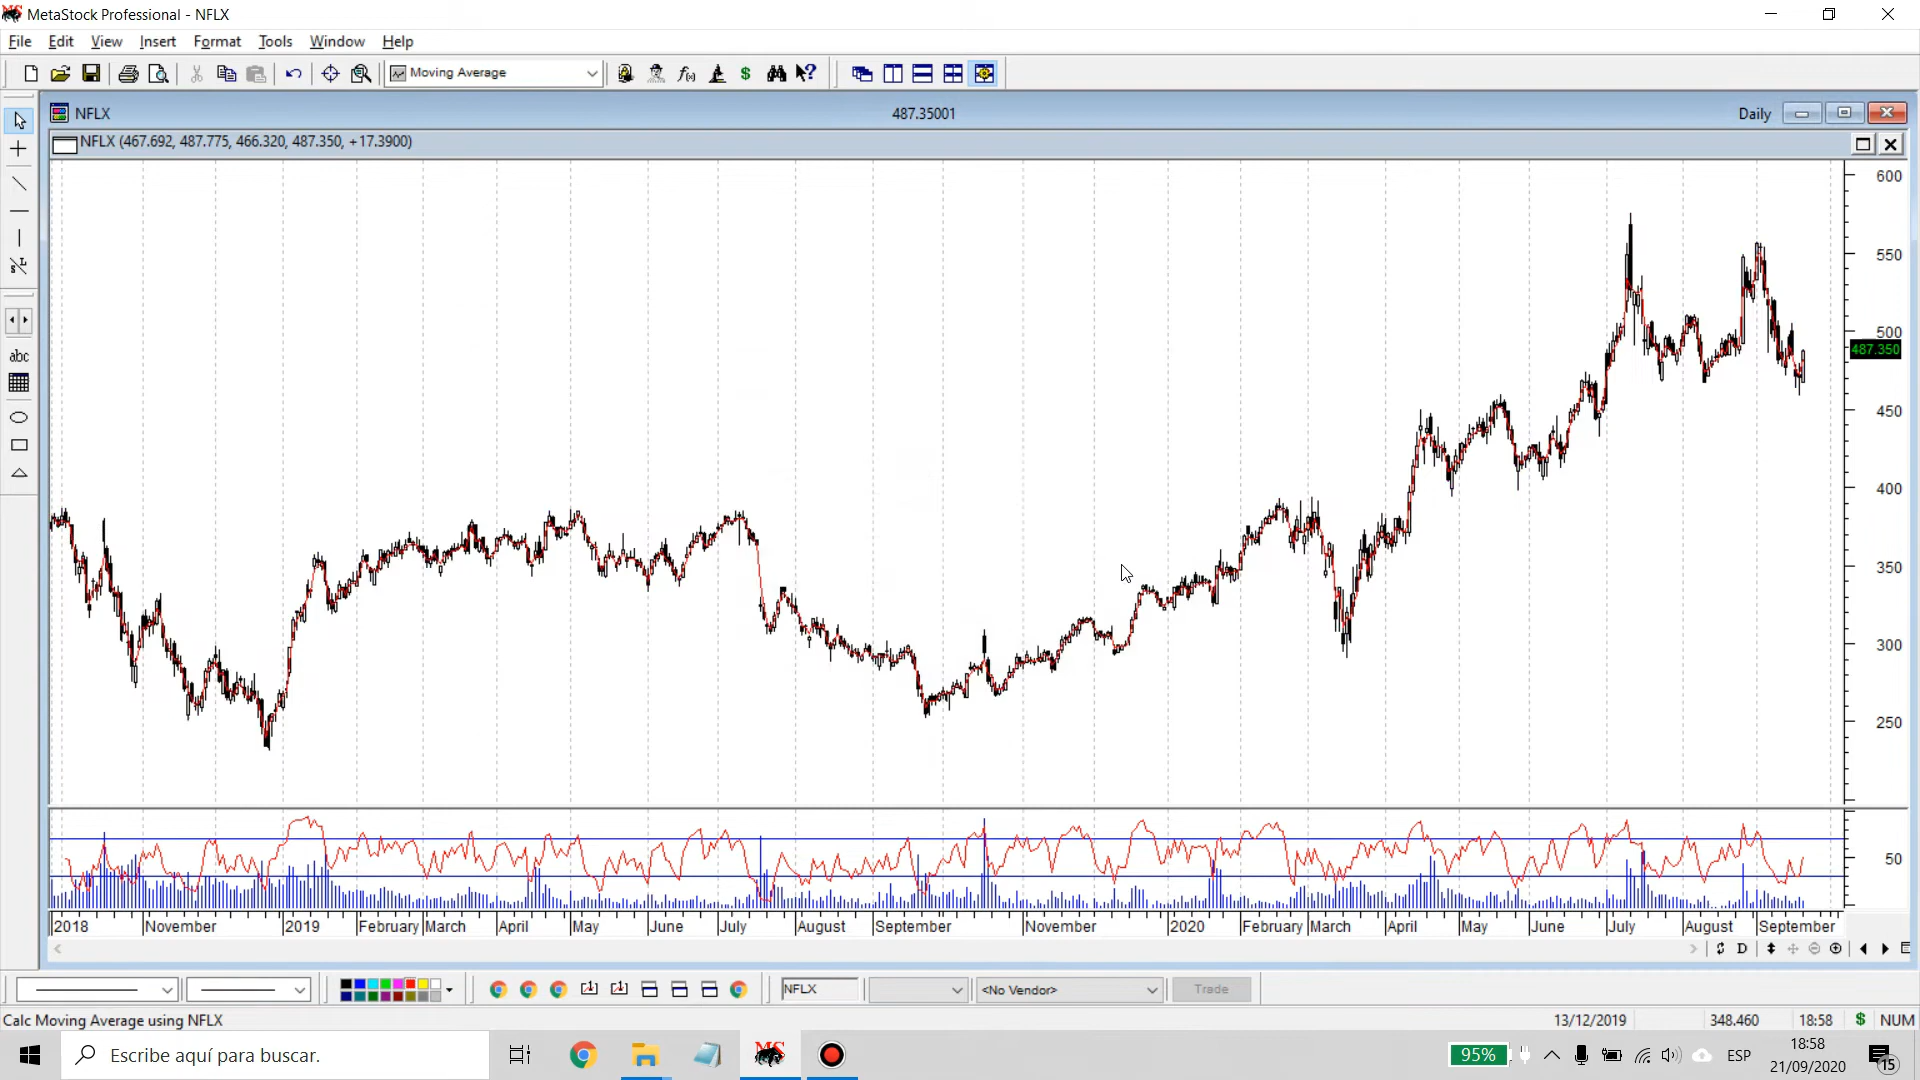 MetaStock Professional - NFLX
File Edit View Insert Format Tools Window Help
Moving Average
NFLX 487.35001 Daily
NFLX (467.692, 487.775, 466.320, 487.350, +17.3900)
600
550
500
487.350
450
400
350
300
250
50
2018 November 2019 February March April May June July August September November 2020 February March April May June July August September
D
abc
NFLX <No Vendor> Trade
Calc Moving Average using NFLX 13/12/2019 348.460 18:58 $ NUM
Escribe aquí para buscar. 95% ESP 18:58
21/09/2020 15